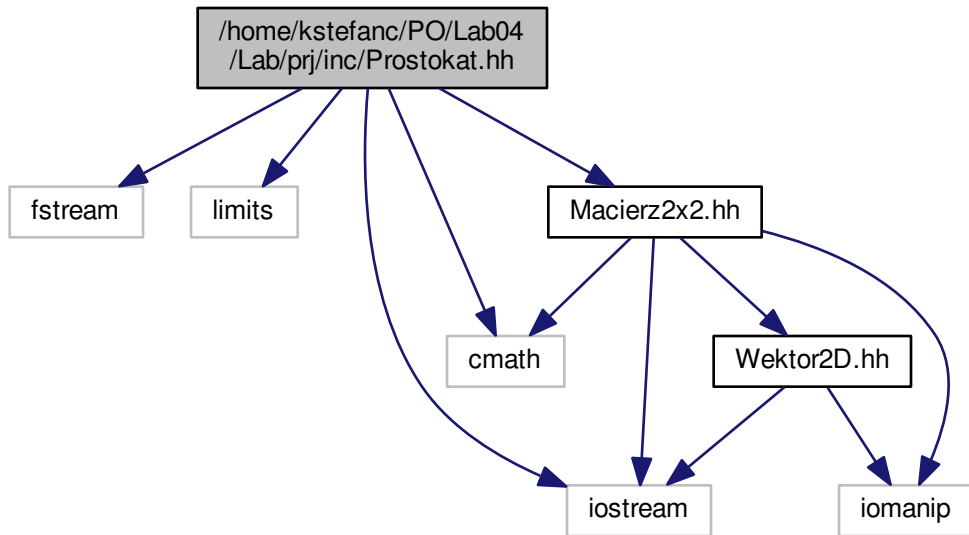 /home/kstefanc/PO/Lab04
/Lab/prj/inc/Prostokat.hh
fstream
limits
Macierz2x2.hh
cmath
Wektor2D.hh
iostream
iomanip